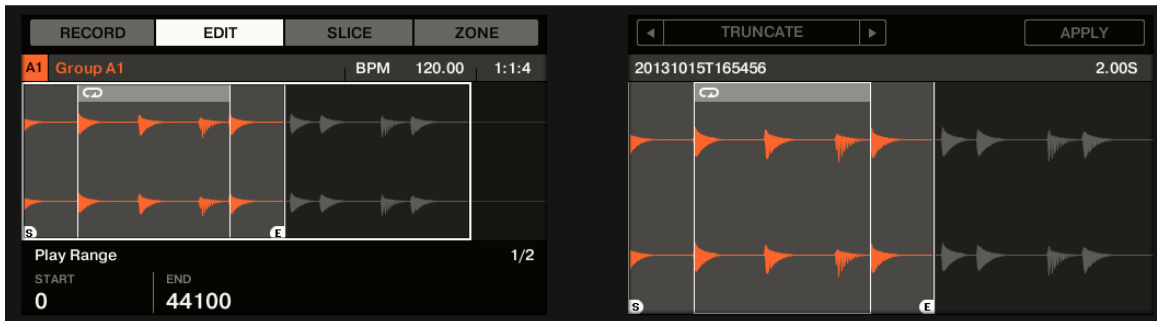 RECORD EDIT SLICE ZONE
A1 Group A1 BPM 120.00 1:1:4
S E
Play Range 1/2
START END
0 44100
TRUNCATE APPLY
20131015T165456 2.00S
S E